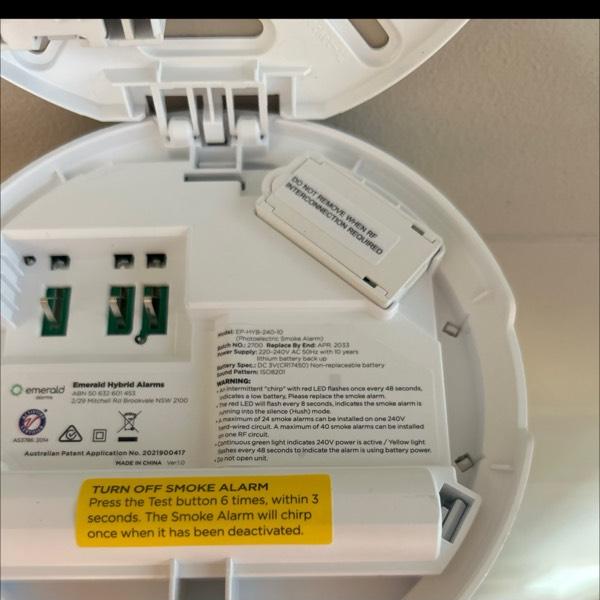 DO NOT REMOVE WHEN RF
INTERCONNECTION REQUIRED
Model: EP-HYB-240-10
(Photoelectric Smoke Alarm)
Batch NO.: 2700 Replace By End: APR. 2033
Power Supply: 220-240V AC 50Hz with 10 years
lithium battery back up
Battery Spec.: DC 3V(CR17450) Non-replaceable battery
Sound Pattern: ISO8201
WARNING:
• An intermittent "chirp" with red LED flashes once every 48 seconds,
indicates a low battery, Please replace the smoke alarm.
The red LED will flash every 8 seconds, indicates the smoke alarm is
running into the silence (Hush) mode.
• A maximum of 24 smoke alarms can be installed on one 240V
hard-wired circuit. A maximum of 40 smoke alarms can be installed
on one RF circuit.
• Continuous green light indicates 240V power is active / Yellow light
flashes every 48 seconds to indicate the alarm is using battery power.
• Do not open unit.
emerald
alarms
Emerald Hybrid Alarms
ABN 50 632 601 453
2/29 Mitchell Rd Brookvale NSW 2100
AS3786: 2014
Australian Patent Application No. 2021900417
MADE IN CHINA Ver:1.0
TURN OFF SMOKE ALARM
Press the Test button 6 times, within 3
seconds. The Smoke Alarm will chirp
once when it has been deactivated.